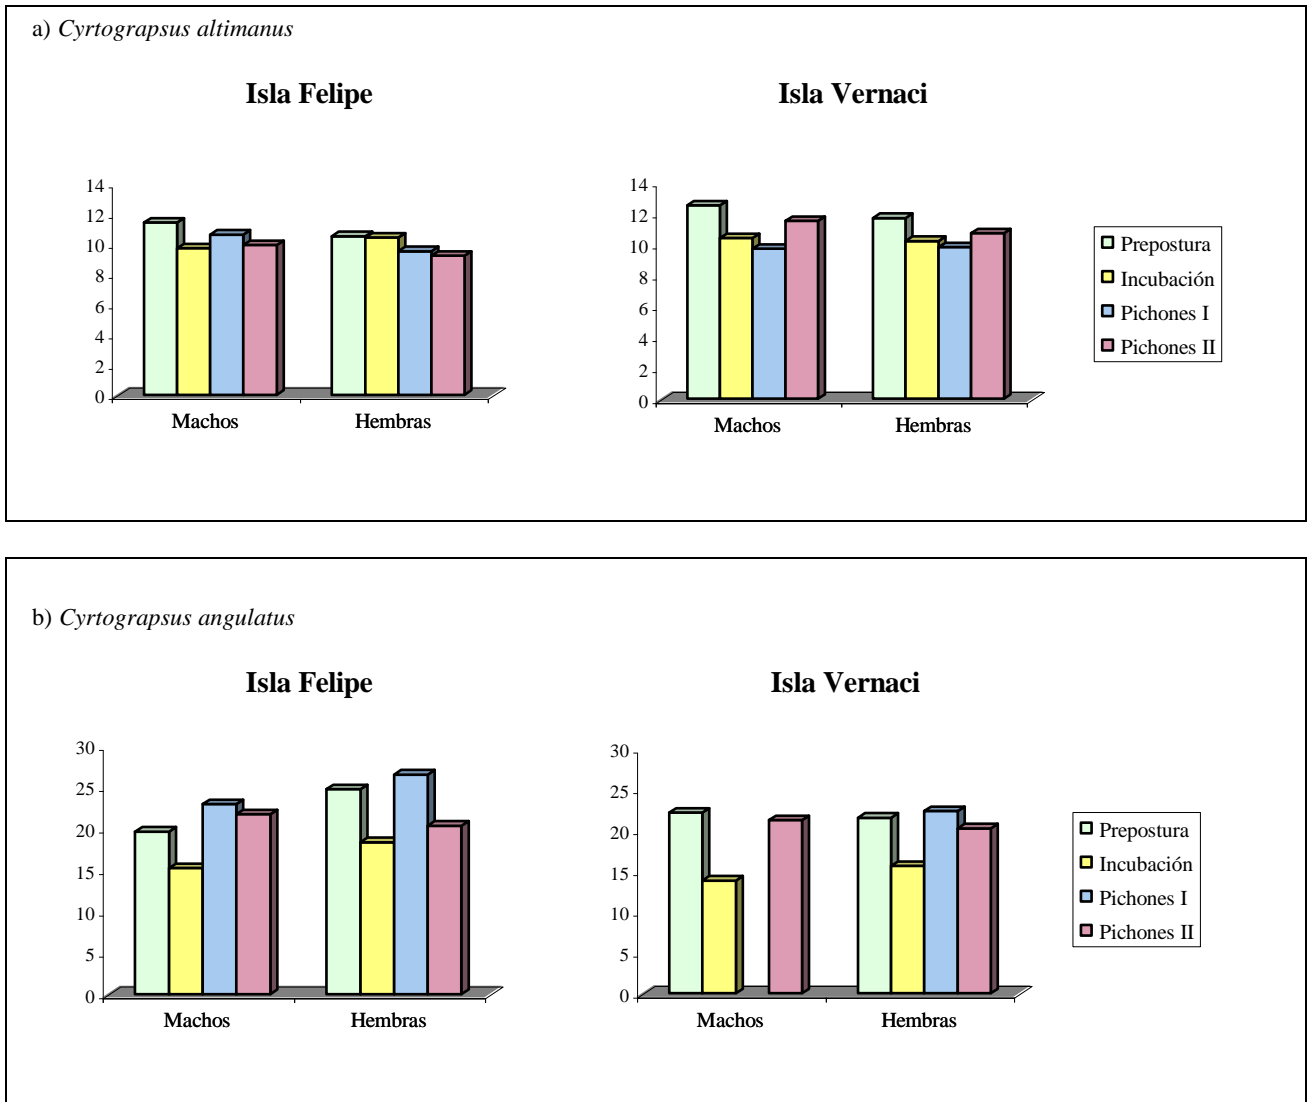 a) Cyrtograpsus altimanus
Isla Felipe
14
12
10
8
6
4
2
0
Machos
Hembras
Isla Vernaci
14
12
10
8
6
4
2
0
Machos
Hembras
Prepostura
Incubación
Pichones I
Pichones II
b) Cyrtograpsus angulatus
Isla Felipe
30
25
20
15
10
5
0
Machos
Hembras
Isla Vernaci
30
25
20
15
10
5
0
Machos
Hembras
Prepostura
Incubación
Pichones I
Pichones II